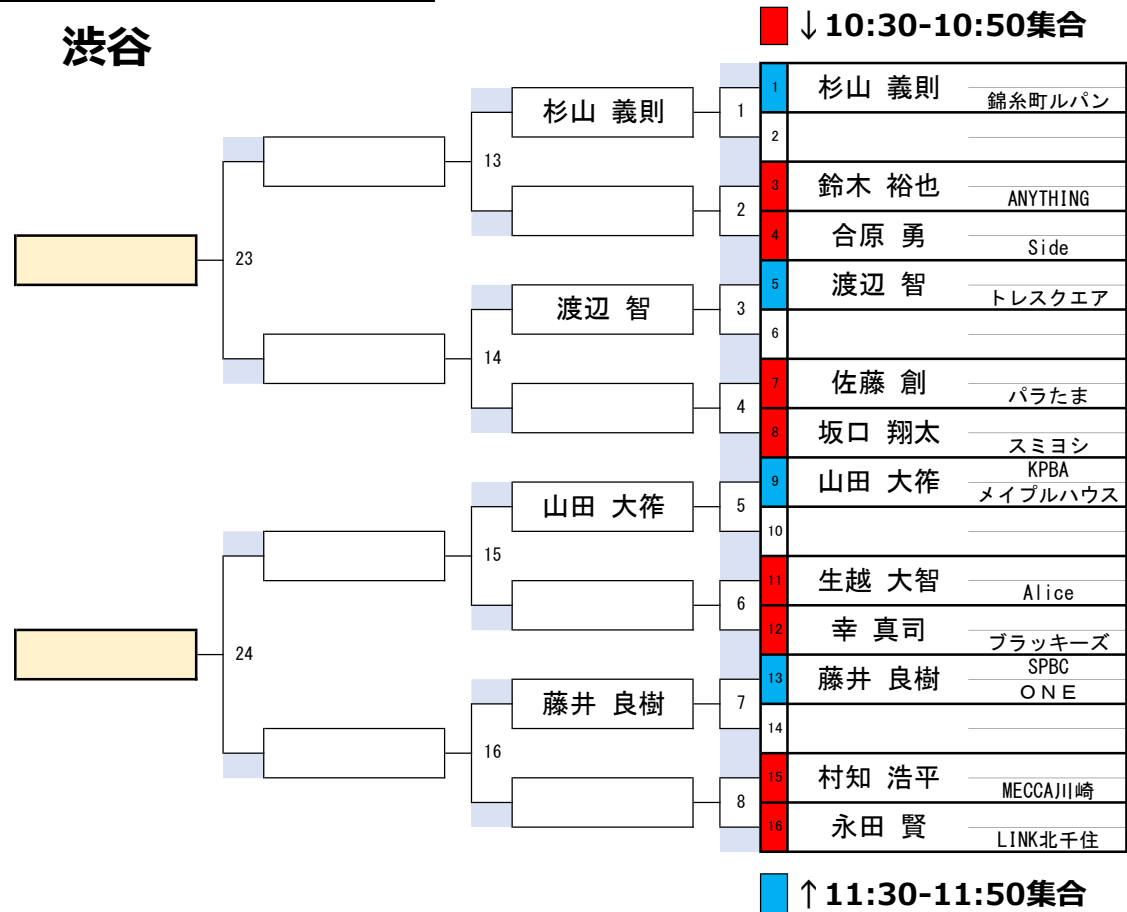 渋谷
↓10:30-10:50集合
1 杉山 義則 錦糸町ルパン
2
3 鈴木 裕也 ANYTHING
4 合原 勇 Side
5 渡辺 智 トレスクエア
6
7 佐藤 創 パラたま
8 坂口 翔太 スミヨシ
9 山田 大筰 KPBA
メイプルハウス
10
11 生越 大智 Alice
12 幸 真司 ブラッキーズ
13 藤井 良樹 SPBC
ONE
14
15 村知 浩平 MECCA川崎
16 永田 賢 LINK北千住
杉山 義則 1
13
2
23
渡辺 智 3
14
4
山田 大筰 5
15
6
24
藤井 良樹 7
16
8
↑11:30-11:50集合